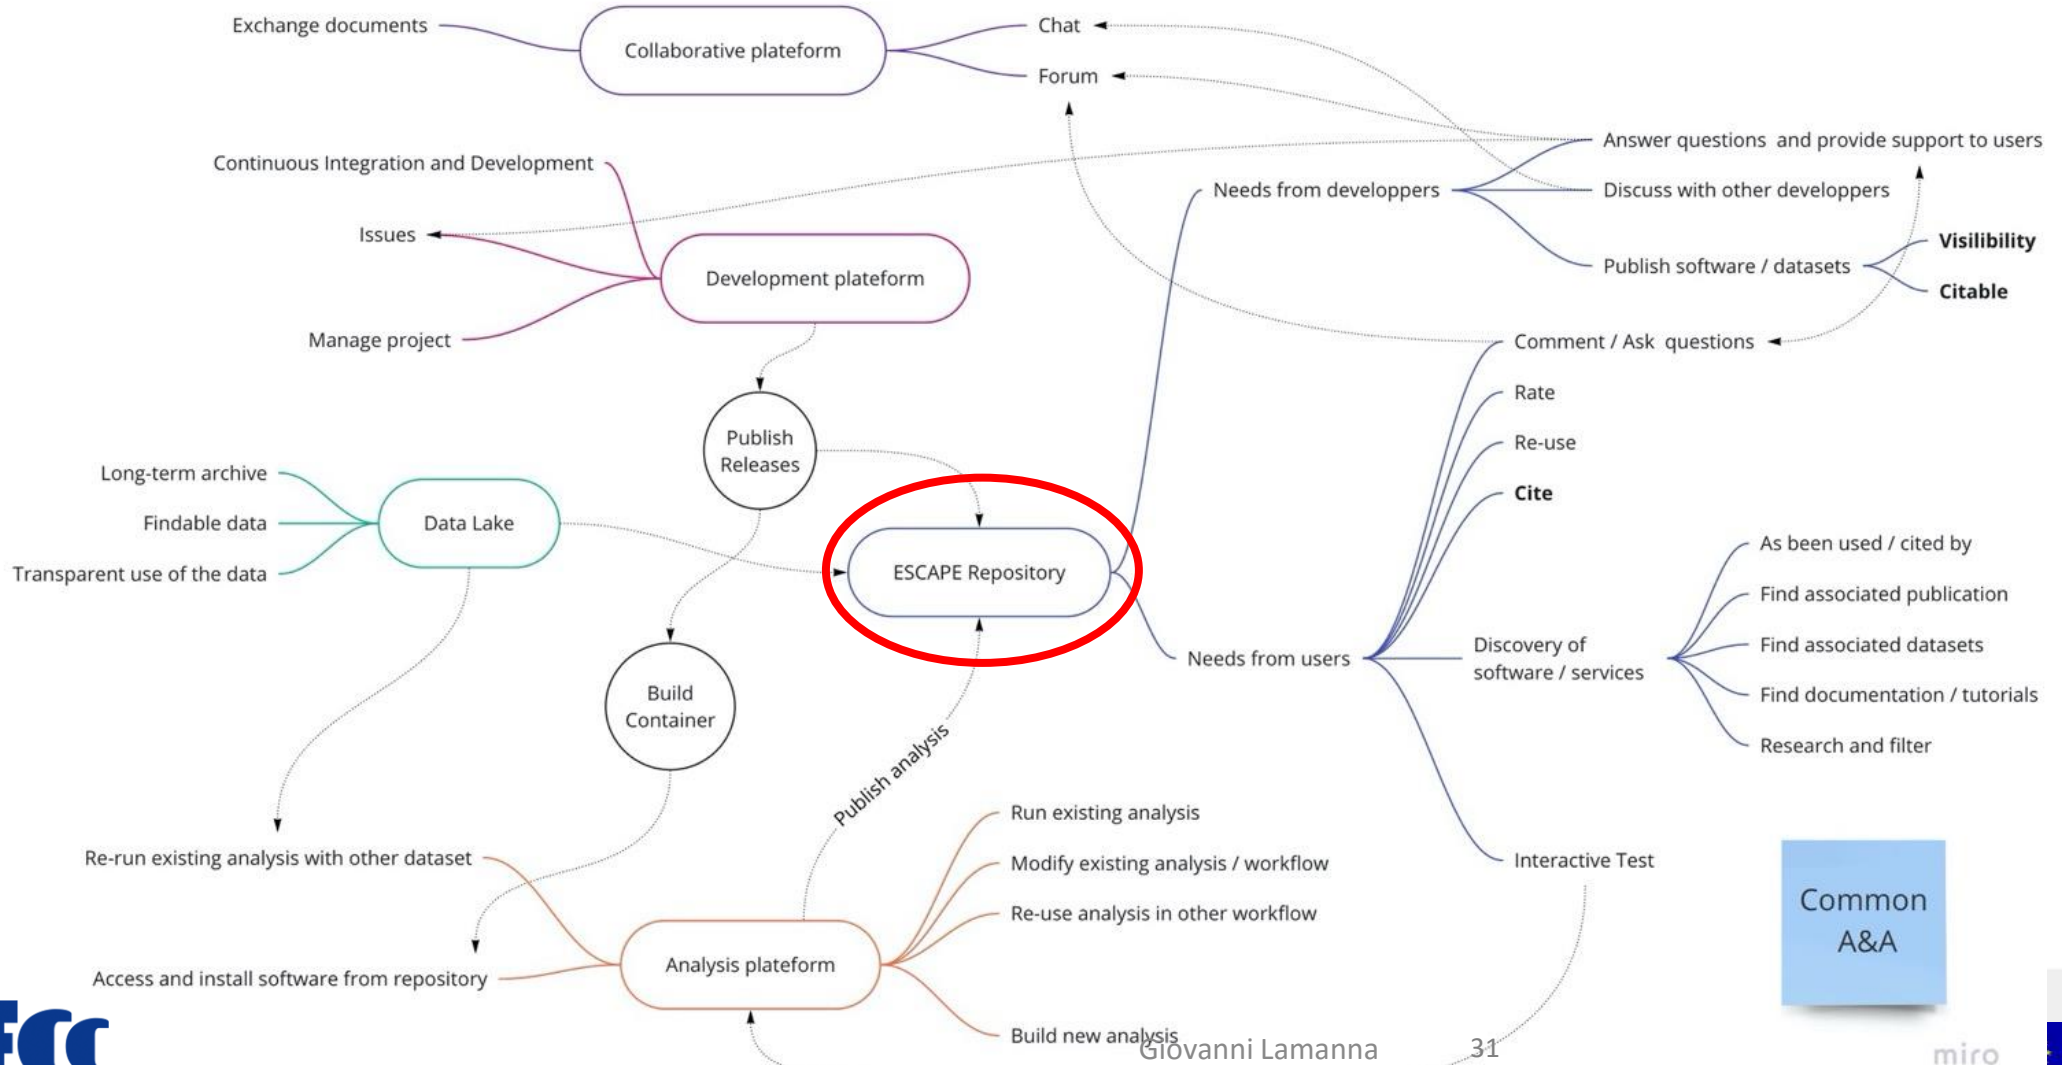 Exchange documents
Collaborative plateform
Chat
Forum
Answer questions and provide support to users
Continuous Integration and Development
Needs from developpers
Discuss with other developpers
Issues
Visilibility
Development plateform
Publish software / datasets
Citable
Manage project
Comment / Ask questions
Rate
Publish
Releases
Re-use
Long-term archive
Cite
Findable data
Data Lake
Transparent use of the data
ESCAPE Repository
As been used / cited by
Find associated publication
Needs from users
Discovery of
software / services
Find associated datasets
Find documentation / tutorials
Research and filter
Build
Container
Publish analysis
Run existing analysis
Re-run existing analysis with other dataset
Modify existing analysis / workflow
Interactive Test
Re-use analysis in other workflow
Common
A&A
Analysis plateform
Access and install software from repository
Build new analysis
Giovanni Lamanna
31
miro